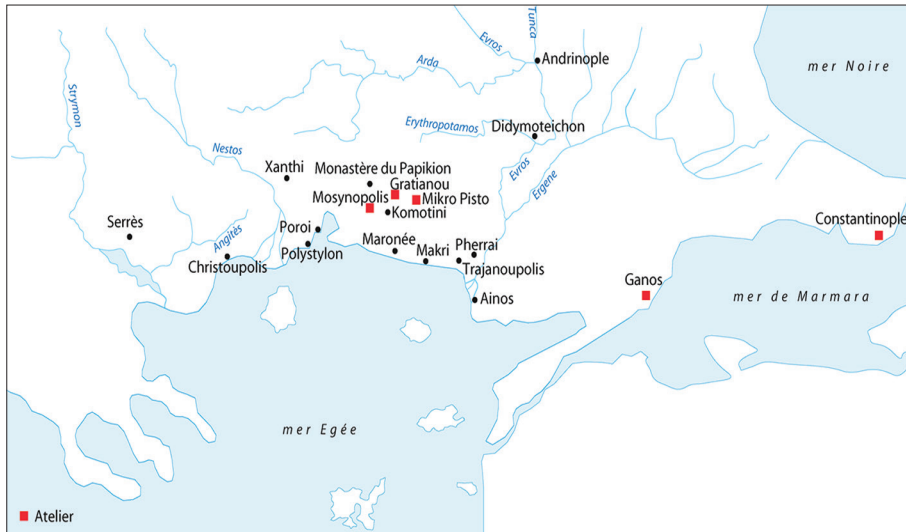 Tunca
Evros
Andrinople
mer Noire
Arda
Strymon
Erythropotamos
Didymoteichon
Nestos
Xanthi
Monastère du Papikion
Gratianou
Evros
Ergene
Mosynopolis
Mikro Pisto
Komotini
Serrès
Angitès
Poroi
Constantinople
Polystylon
Maronée
Makri
Pherrai
Christoupolis
Trajanoupolis
Ganos
Ainos
mer de Marmara
mer Egée
Atelier